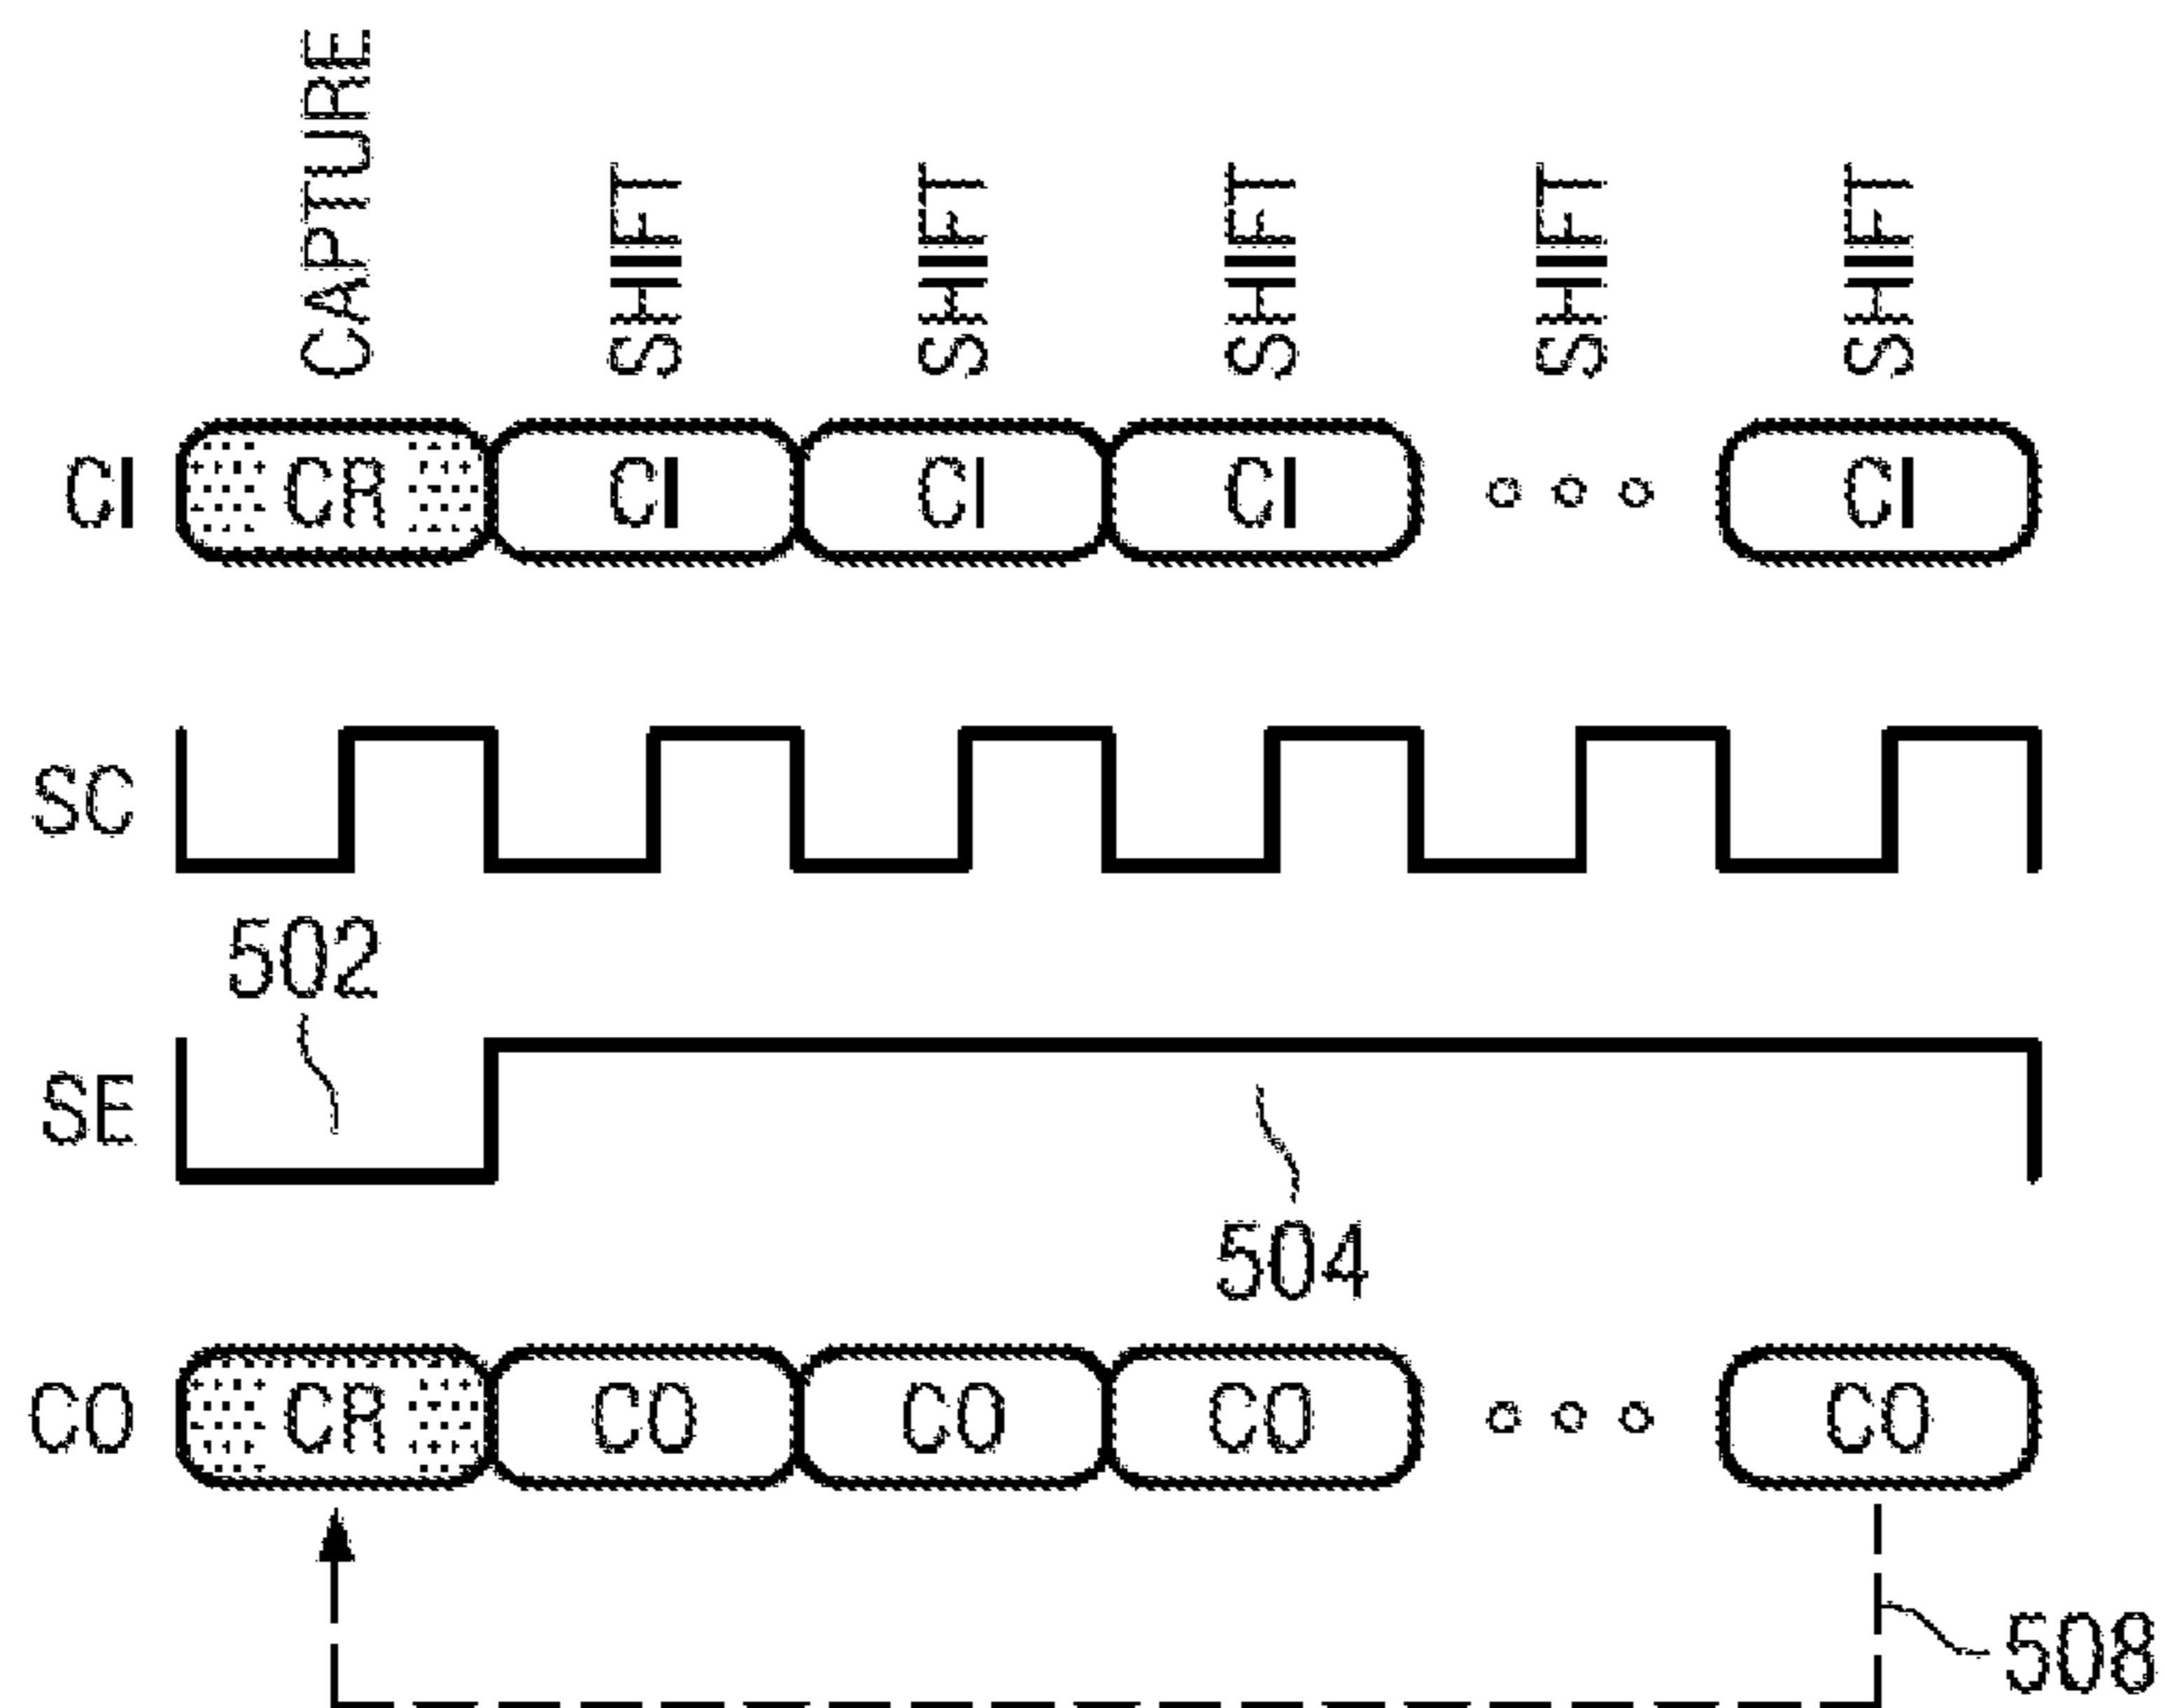 CAPTURE SHIFT SHIFT SHIFT SHIFT SHIFT
CI CR CI CI CI CI
SC
502
SE
504
CO CR CO CO CO CO
508